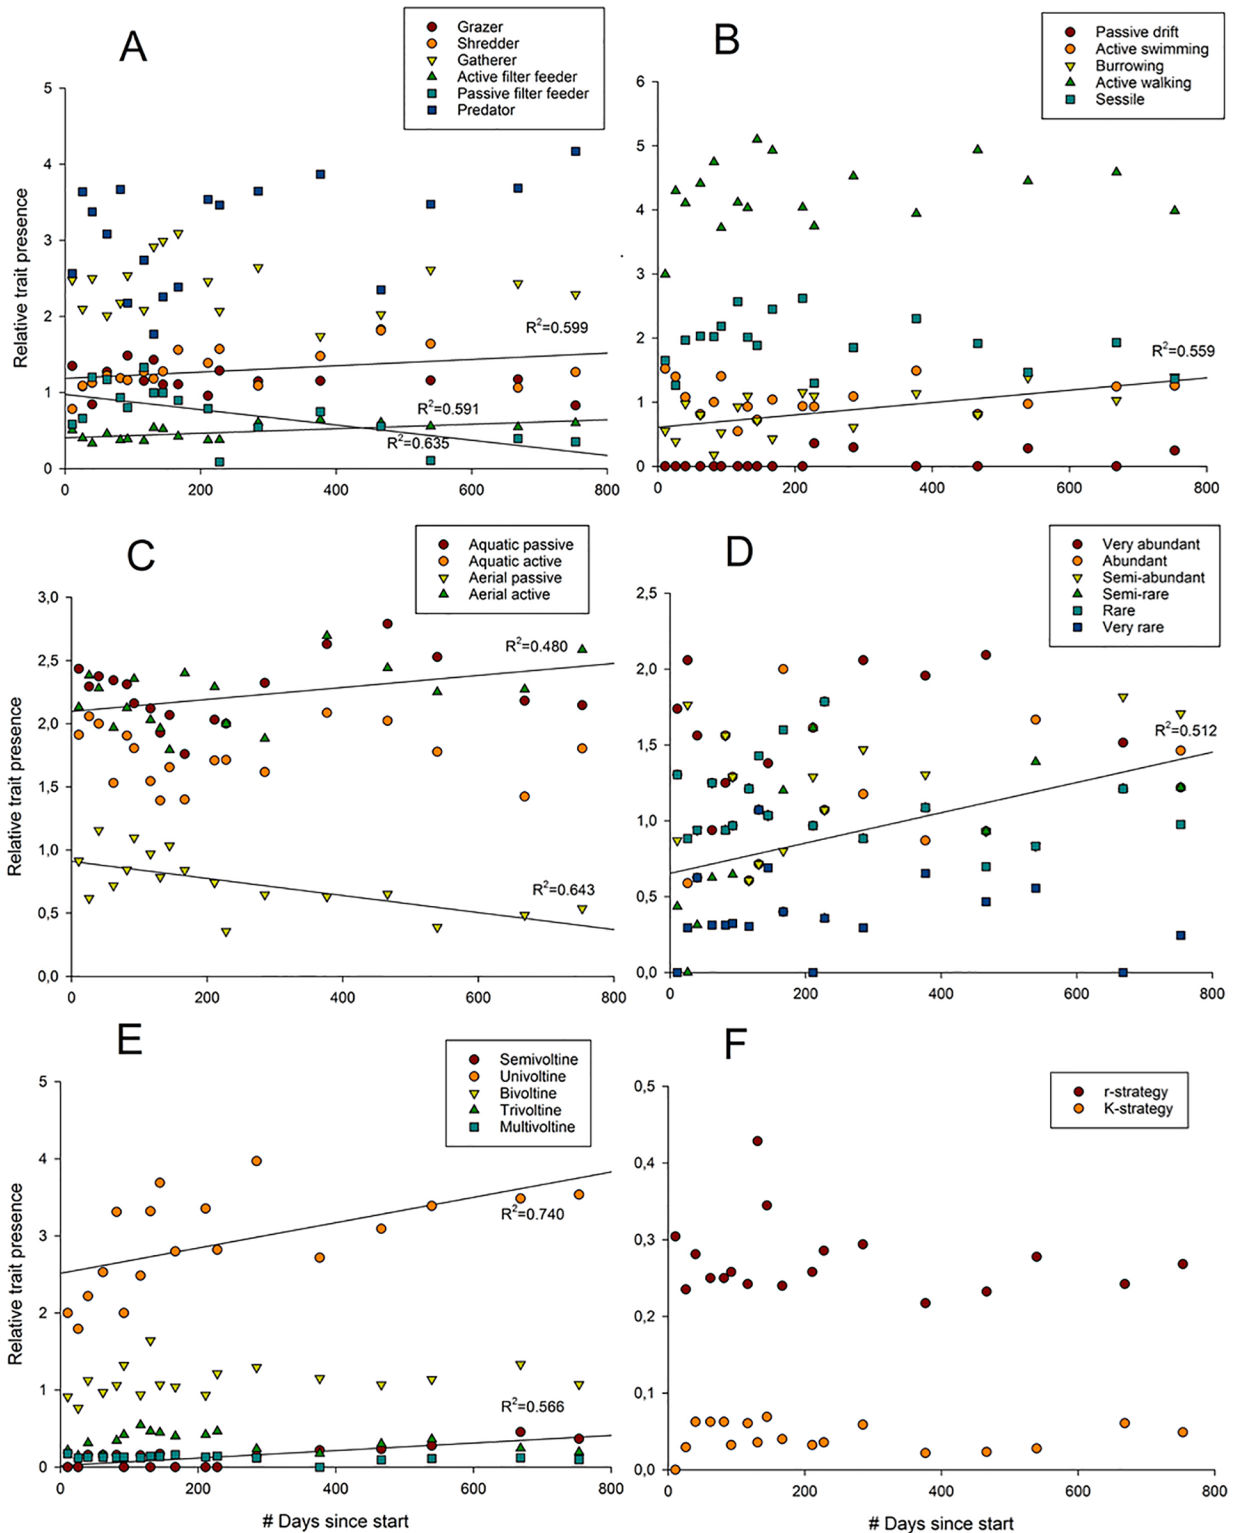 A
Grazer
Shredder
Gatherer
Active filter feeder
Passive filter feeder
Predator
5
4
3
2
1
0
Relative trait presence
R²=0.599
R²=0.591
R²=0.635
0 200 400 600 800
B
Passive drift
Active swimming
Burrowing
Active walking
Sessile
6
5
4
3
2
1
0
R²=0.559
0 200 400 600 800
C
Aquatic passive
Aquatic active
Aerial passive
Aerial active
3,0
2,5
2,0
1,5
1,0
0,5
0,0
Relative trait presence
R²=0.480
R²=0.643
0 200 400 600 800
D
Very abundant
Abundant
Semi-abundant
Semi-rare
Rare
Very rare
2,5
2,0
1,5
1,0
0,5
0,0
R²=0.512
0 200 400 600 800
E
Semivoltine
Univoltine
Bivoltine
Trivoltine
Multivoltine
5
4
3
2
1
0
Relative trait presence
R²=0.740
R²=0.566
0 200 400 600 800
# Days since start
F
r-strategy
K-strategy
0,5
0,4
0,3
0,2
0,1
0,0
0 200 400 600 800
# Days since start